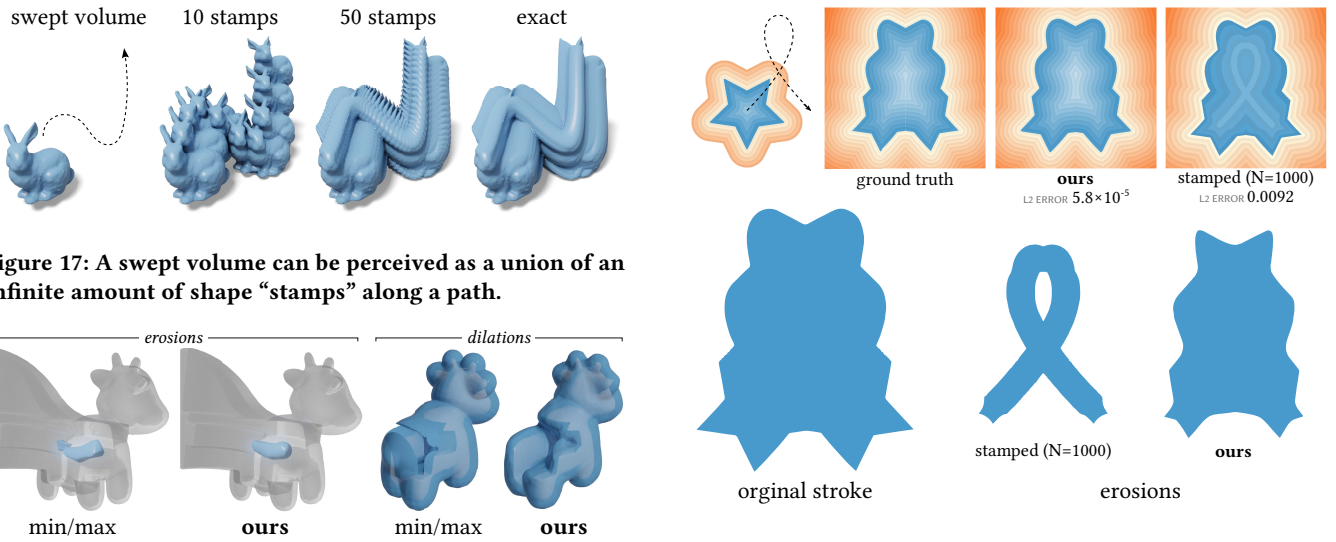 swept volume
10 stamps
50 stamps
exact
igure 17: A swept volume can be perceived as a union of an
nfinite amount of shape “stamps” along a path.
erosions
dilations
min/max
ours
min/max
ours
ground truth
ours
L2 ERROR 5.8×10-5
stamped (N=1000)
L2 ERROR 0.0092
stamped (N=1000)
ours
orginal stroke
erosions